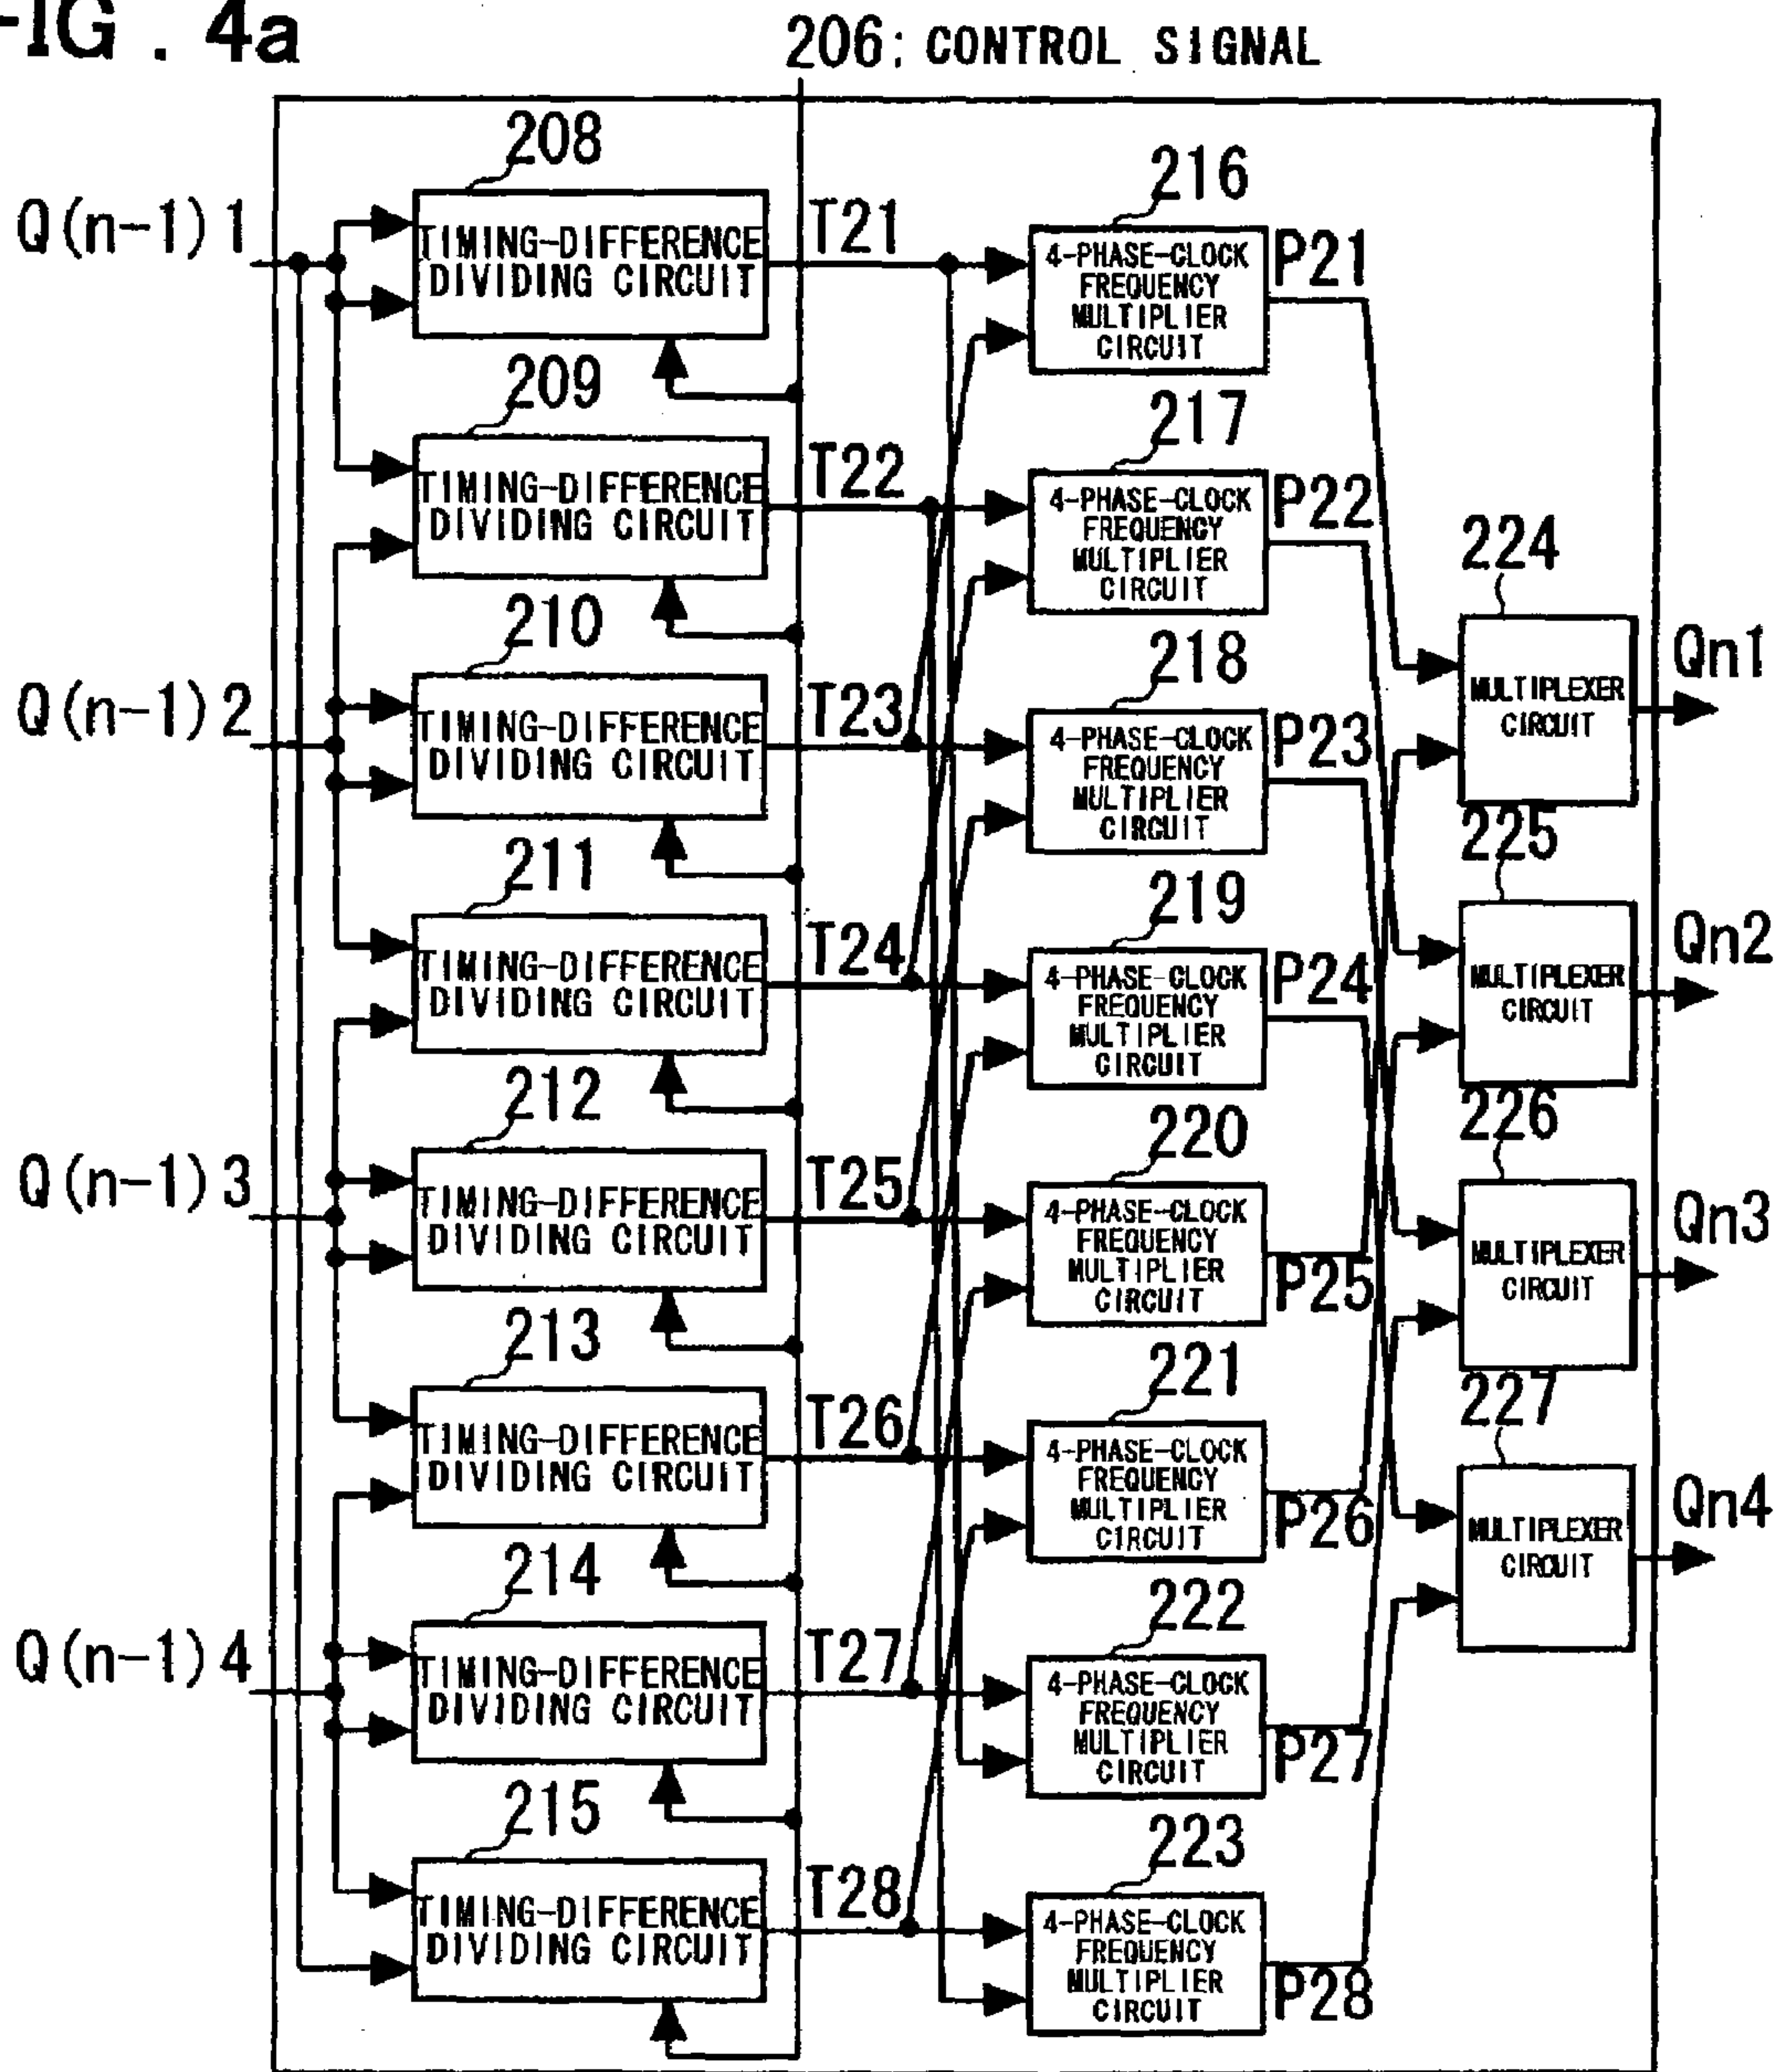 FIG. 4a
206: CONTROL SIGNAL
208
Q(n-1)1
TIMING-DIFFERENCE
DIVIDING CIRCUIT
T21
216
4-PHASE-CLOCK
FREQUENCY
MULTIPLIER
CIRCUIT
P21
209
TIMING-DIFFERENCE
DIVIDING CIRCUIT
T22
217
4-PHASE-CLOCK
FREQUENCY
MULTIPLIER
CIRCUIT
P22
224
MULTIPLEXER
CIRCUIT
Qn1
210
Q(n-1)2
TIMING-DIFFERENCE
DIVIDING CIRCUIT
T23
218
4-PHASE-CLOCK
FREQUENCY
MULTIPLIER
CIRCUIT
P23
225
MULTIPLEXER
CIRCUIT
Qn2
211
TIMING-DIFFERENCE
DIVIDING CIRCUIT
T24
219
4-PHASE-CLOCK
FREQUENCY
MULTIPLIER
CIRCUIT
P24
226
MULTIPLEXER
CIRCUIT
Qn3
212
Q(n-1)3
TIMING-DIFFERENCE
DIVIDING CIRCUIT
T25
220
4-PHASE-CLOCK
FREQUENCY
MULTIPLIER
CIRCUIT
P25
213
TIMING-DIFFERENCE
DIVIDING CIRCUIT
T26
221
4-PHASE-CLOCK
FREQUENCY
MULTIPLIER
CIRCUIT
P26
227
MULTIPLEXER
CIRCUIT
Qn4
214
Q(n-1)4
TIMING-DIFFERENCE
DIVIDING CIRCUIT
T27
222
4-PHASE-CLOCK
FREQUENCY
MULTIPLIER
CIRCUIT
P27
215
TIMING-DIFFERENCE
DIVIDING CIRCUIT
T28
223
4-PHASE-CLOCK
FREQUENCY
MULTIPLIER
CIRCUIT
P28